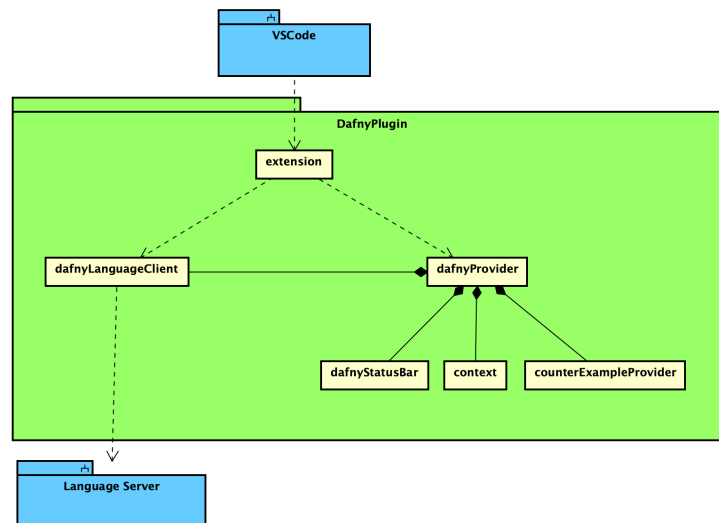 VSCode
DafnyPlugin
extension
dafnyLanguageClient
dafnyProvider
dafnyStatusBar
context
counterExampleProvider
Language Server